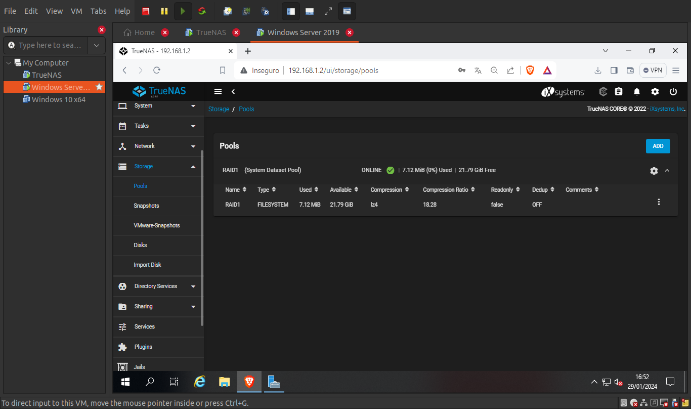 File Edit View VM Tabs Help
Library
Type here to sea...
My Computer
TrueNAS
Windows Serve...
Windows 10 x64
Home
TrueNAS
Windows Server 2019
TrueNAS - 192.168.1.2
Inseguro | 192.168.1.2/ui/storage/pools
VPN
TrueNAS
iXsystems
Storage / Pools
TrueNAS CORE® © 2022 - iXsystems, Inc.
System
Tasks
Network
Storage
Pools
Snapshots
VMware-Snapshots
Disks
Import Disk
Directory Services
Sharing
Services
Plugins
Jails
Pools
ADD
RAID1 (System Dataset Pool) ONLINE | 7.12 MiB (0%) Used | 21.79 GiB Free
Name Type Used Available Compression Compression Ratio Readonly Dedup Comments
RAID1 FILESYSTEM 7.12 MiB 21.79 GiB lz4 18.28 false OFF
16:52
29/01/2024
To direct input to this VM, move the mouse pointer inside or press Ctrl+G.